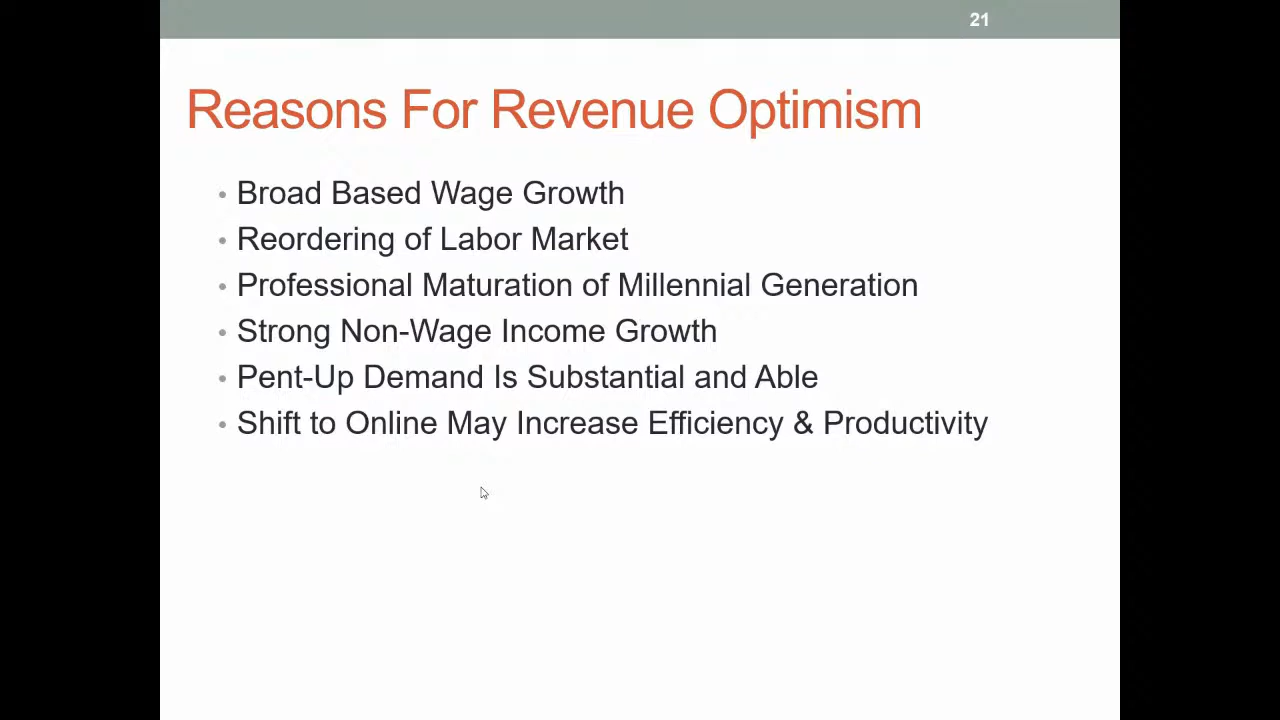 21
Reasons For Revenue Optimism
• Broad Based Wage Growth
• Reordering of Labor Market
• Professional Maturation of Millennial Generation
• Strong Non-Wage Income Growth
• Pent-Up Demand Is Substantial and Able
• Shift to Online May Increase Efficiency & Productivity